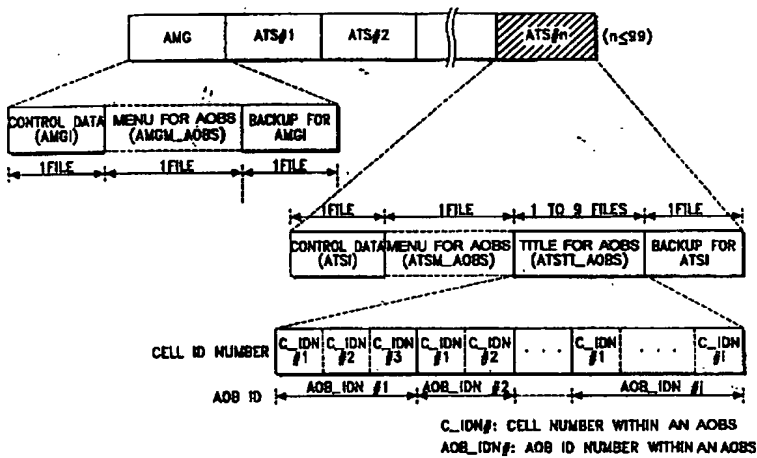 AMG ATS#1 ATS#2 ATS#n (n≤99)
CONTROL DATA (AMGI) MENU FOR AOBS (AMGM_AOBS) BACKUP FOR AMGI
1FILE 1FILE 1FILE
1FILE 1FILE 1 TO 9 FILES 1FILE
CONTROL DATA (ATSI) MENU FOR AOBS (ATSM_AOBS) TITLE FOR AOBS (ATSTT_AOBS) BACKUP FOR ATSI
CELL ID NUMBER C_IDN #1 C_IDN #2 C_IDN #3 C_IDN #1 C_IDN #2 . . . C_IDN #1 . . . . C_IDN #i
AOB ID AOB_IDN #1 AOB_IDN #2 AOB_IDN #i
C_IDN#: CELL NUMBER WITHIN AN AOBS
AOB_IDN#: AOB ID NUMBER WITHIN AN AOBS